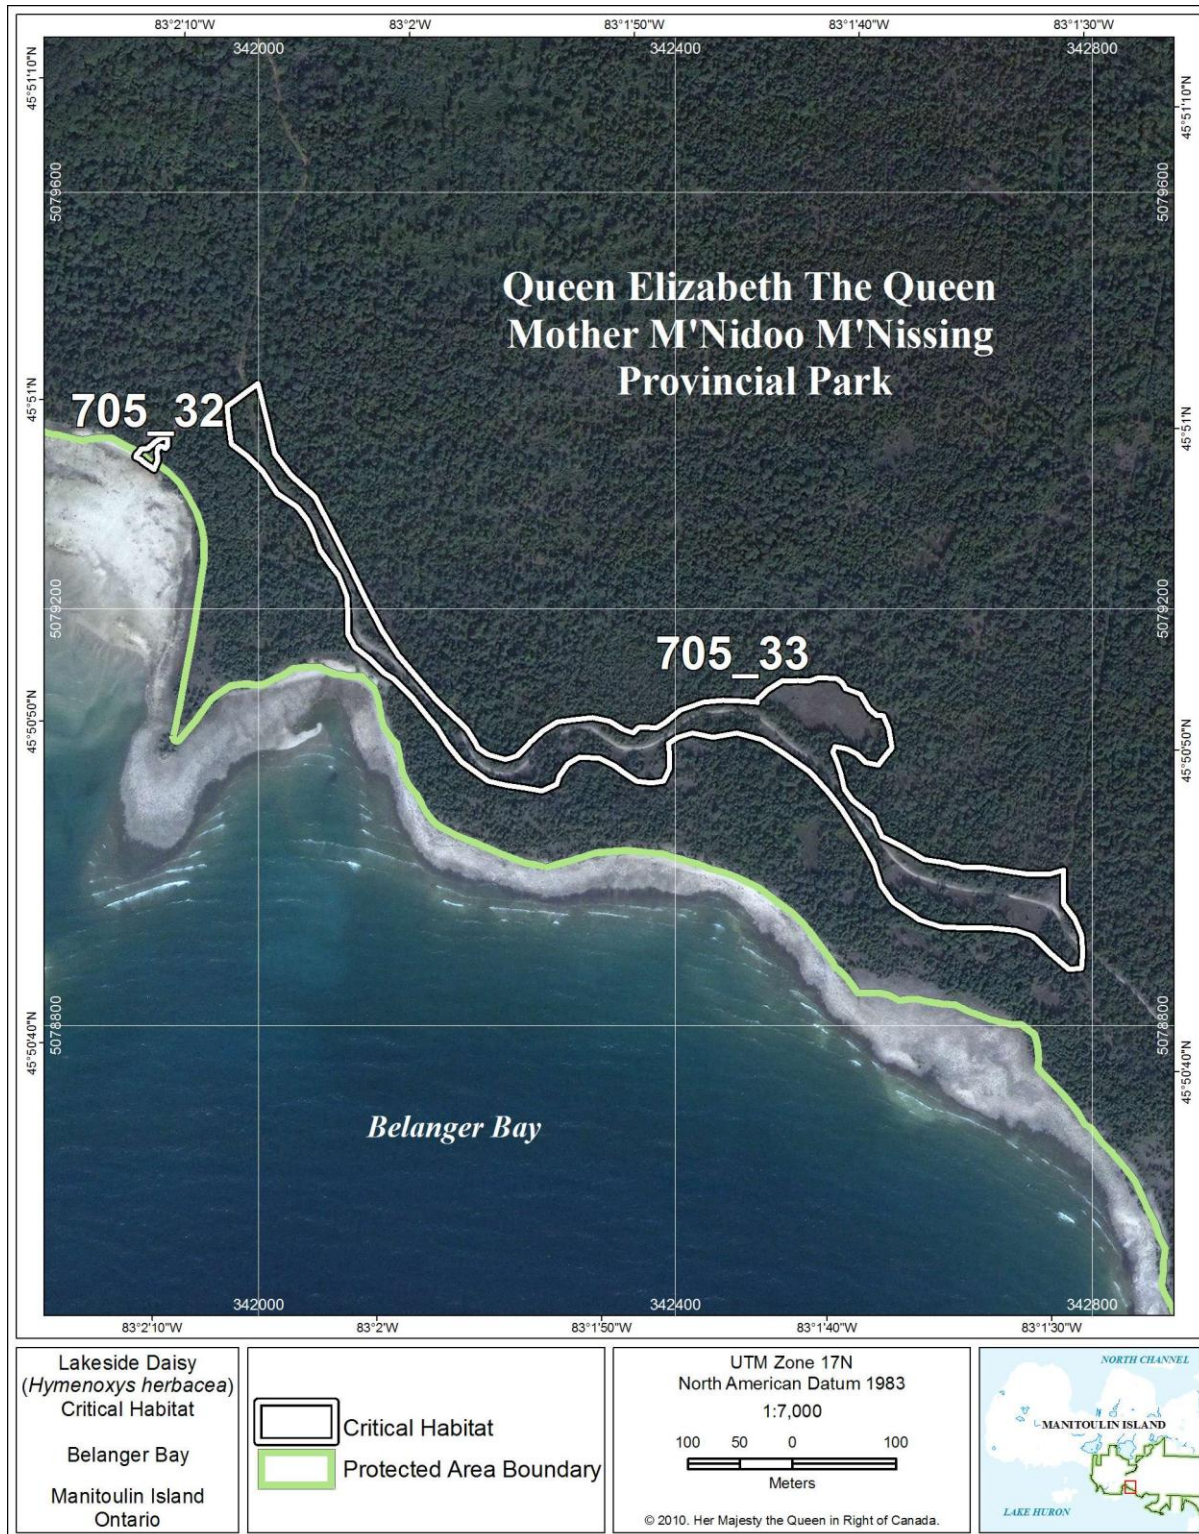 83°2'10"W 83°2'W 83°1'50"W 83°1'40"W 83°1'30"W
342000 342400 342800
45°51'10"N 45°51'10"N
5079600 5079600
Queen Elizabeth The Queen
Mother M'Nidoo M'Nissing
Provincial Park
45°51'N 45°51'N
705_32
5079200 5079200
705_33
45°50'50"N 45°50'50"N
5078800 5078800
45°50'40"N 45°50'40"N
Belanger Bay
342000 342400 342800
83°2'10"W 83°2'W 83°1'50"W 83°1'40"W 83°1'30"W
Lakeside Daisy
(Hymenoxys herbacea)
Critical Habitat
Belanger Bay
Manitoulin Island
Ontario
Critical Habitat
Protected Area Boundary
UTM Zone 17N
North American Datum 1983
1:7,000
100 50 0 100
Meters
© 2010. Her Majesty the Queen in Right of Canada.
NORTH CHANNEL
MANITOULIN ISLAND
LAKE HURON